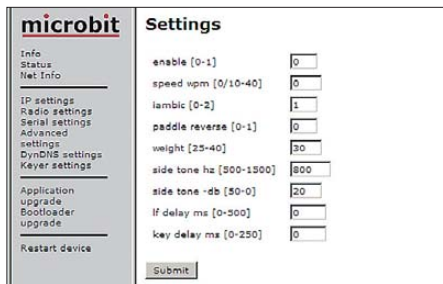 microbit
Info
Status
Net Info
IP settings
Radio settings
Serial settings
Advanced
settings
DynDNS settings
Keyer settings
Application
upgrade
Bootloader
upgrade
Restart device
Settings
enable [0-1] 0
speed wpm [0/10-40] 0
iambic [0-2] 1
paddle reverse [0-1] 0
weight [25-40] 30
side tone hz [500-1500] 800
side tone -db [50-0] 20
lf delay ms [0-500] 0
key delay ms [0-250] 0
Submit